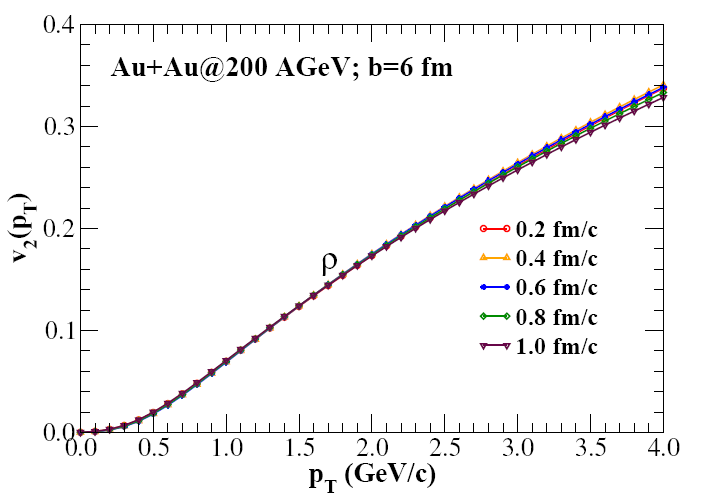 0.4
Au+Au@200 AGeV; b=6 fm
0.3
v2(pT)
0.2
ρ
0.2 fm/c
0.4 fm/c
0.6 fm/c
0.8 fm/c
1.0 fm/c
0.1
0.0
0.0 0.5 1.0 1.5 2.0 2.5 3.0 3.5 4.0
pT (GeV/c)